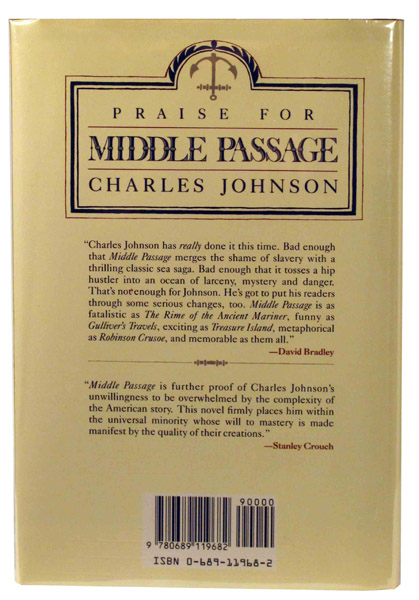 PRAISE FOR
MIDDLE PASSAGE
CHARLES JOHNSON
"Charles Johnson has really done it this time. Bad enough
that Middle Passage merges the shame of slavery with a
thrilling classic sea saga. Bad enough that it tosses a hip
hustler into an ocean of larceny, mystery and danger.
That's not enough for Johnson. He's got to put his readers
through some serious changes, too. Middle Passage is as
fatalistic as The Rime of the Ancient Mariner, funny as
Gulliver's Travels, exciting as Treasure Island, metaphorical
as Robinson Crusoe, and memorable as them all."
—David Bradley
"Middle Passage is further proof of Charles Johnson's
unwillingness to be overwhelmed by the complexity of
the American story. This novel firmly places him within
the universal minority whose will to mastery is made
manifest by the quality of their creations."
—Stanley Crouch
90000
9 780689 119682
ISBN 0-689-11968-2